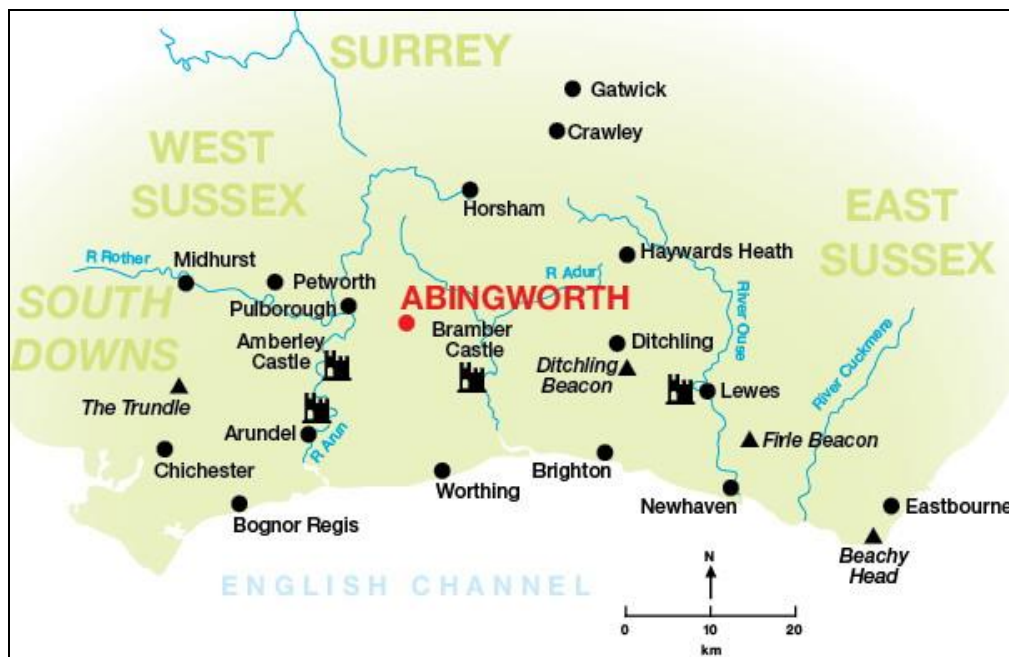 SURREY
Gatwick
Crawley
WEST
SUSSEX
Horsham
EAST
SUSSEX
Haywards Heath
R Rother
Midhurst
R Adur
Petworth
ABINGWORTH
SOUTH
DOWNS
Pulborough
River Ouse
Amberley
Castle
Bramber
Castle
Ditchling
Ditchling
Beacon
River Cuckmere
The Trundle
Lewes
Arundel
R Arun
Firle Beacon
Chichester
Brighton
Worthing
Newhaven
Eastbourne
Bognor Regis
Beachy
Head
ENGLISH CHANNEL
N
0 10 20
km